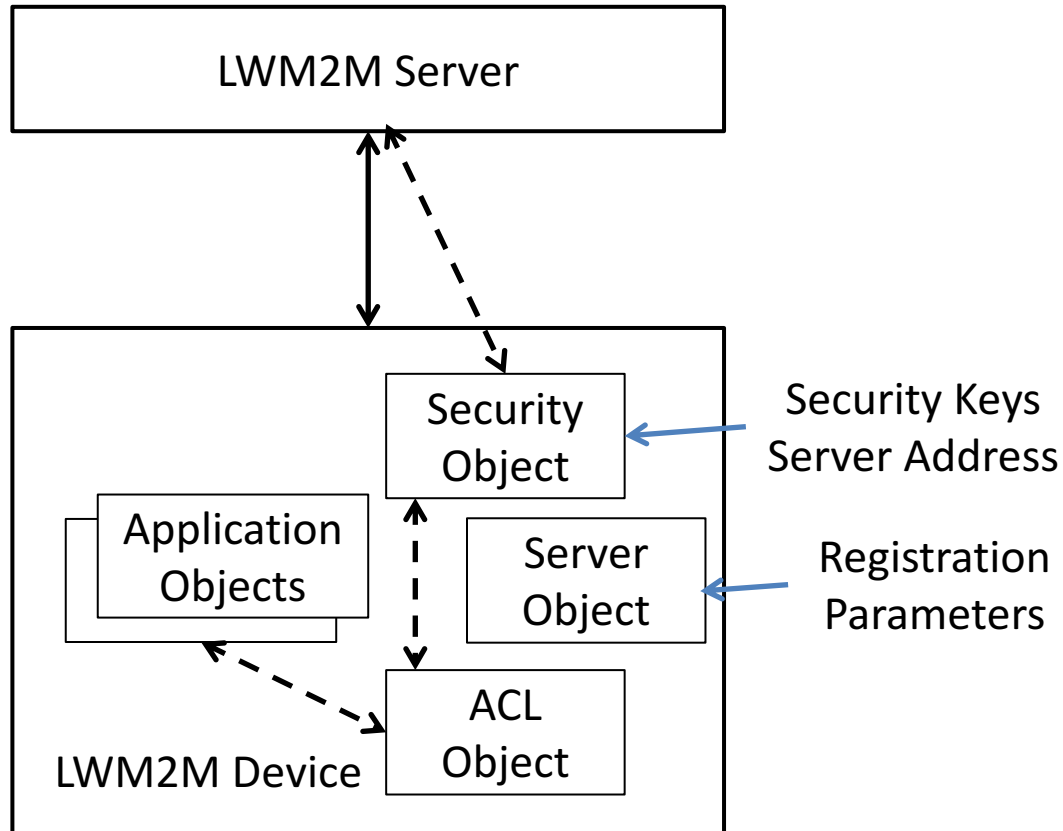 LWM2M Server
Security
Object
Security Keys
Server Address
Application
Objects
Server
Object
Registration
Parameters
ACL
Object
LWM2M Device